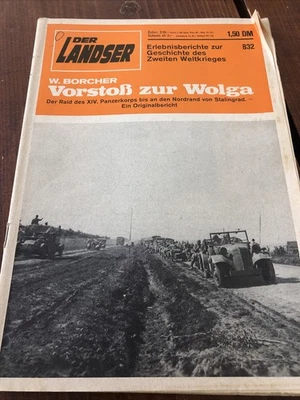 DER
LANDSER
1,50 DM
Erlebnisberichte zur
Geschichte des
Zweiten Weltkrieges
832
W. BORCHER
Vorstoß zur Wolga
Der Raid des XIV. Panzerkorps bis an den Nordrand von Stalingrad. –
Ein Originalbericht